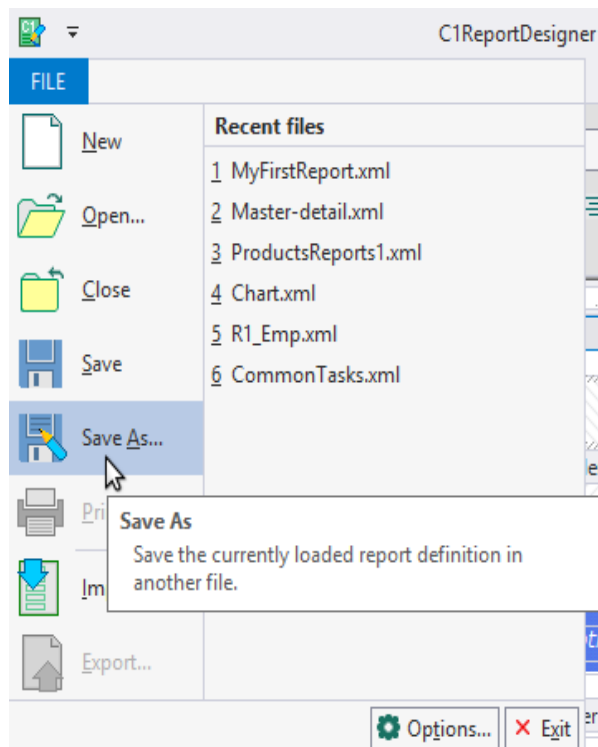 C1ReportDesigner
FILE
New
Open...
Close
Save
Save As...
Pri
Im
Export...
Recent files
1 MyFirstReport.xml
2 Master-detail.xml
3 ProductsReports1.xml
4 Chart.xml
5 R1_Emp.xml
6 CommonTasks.xml
Save As
Save the currently loaded report definition in
another file.
Options...
Exit